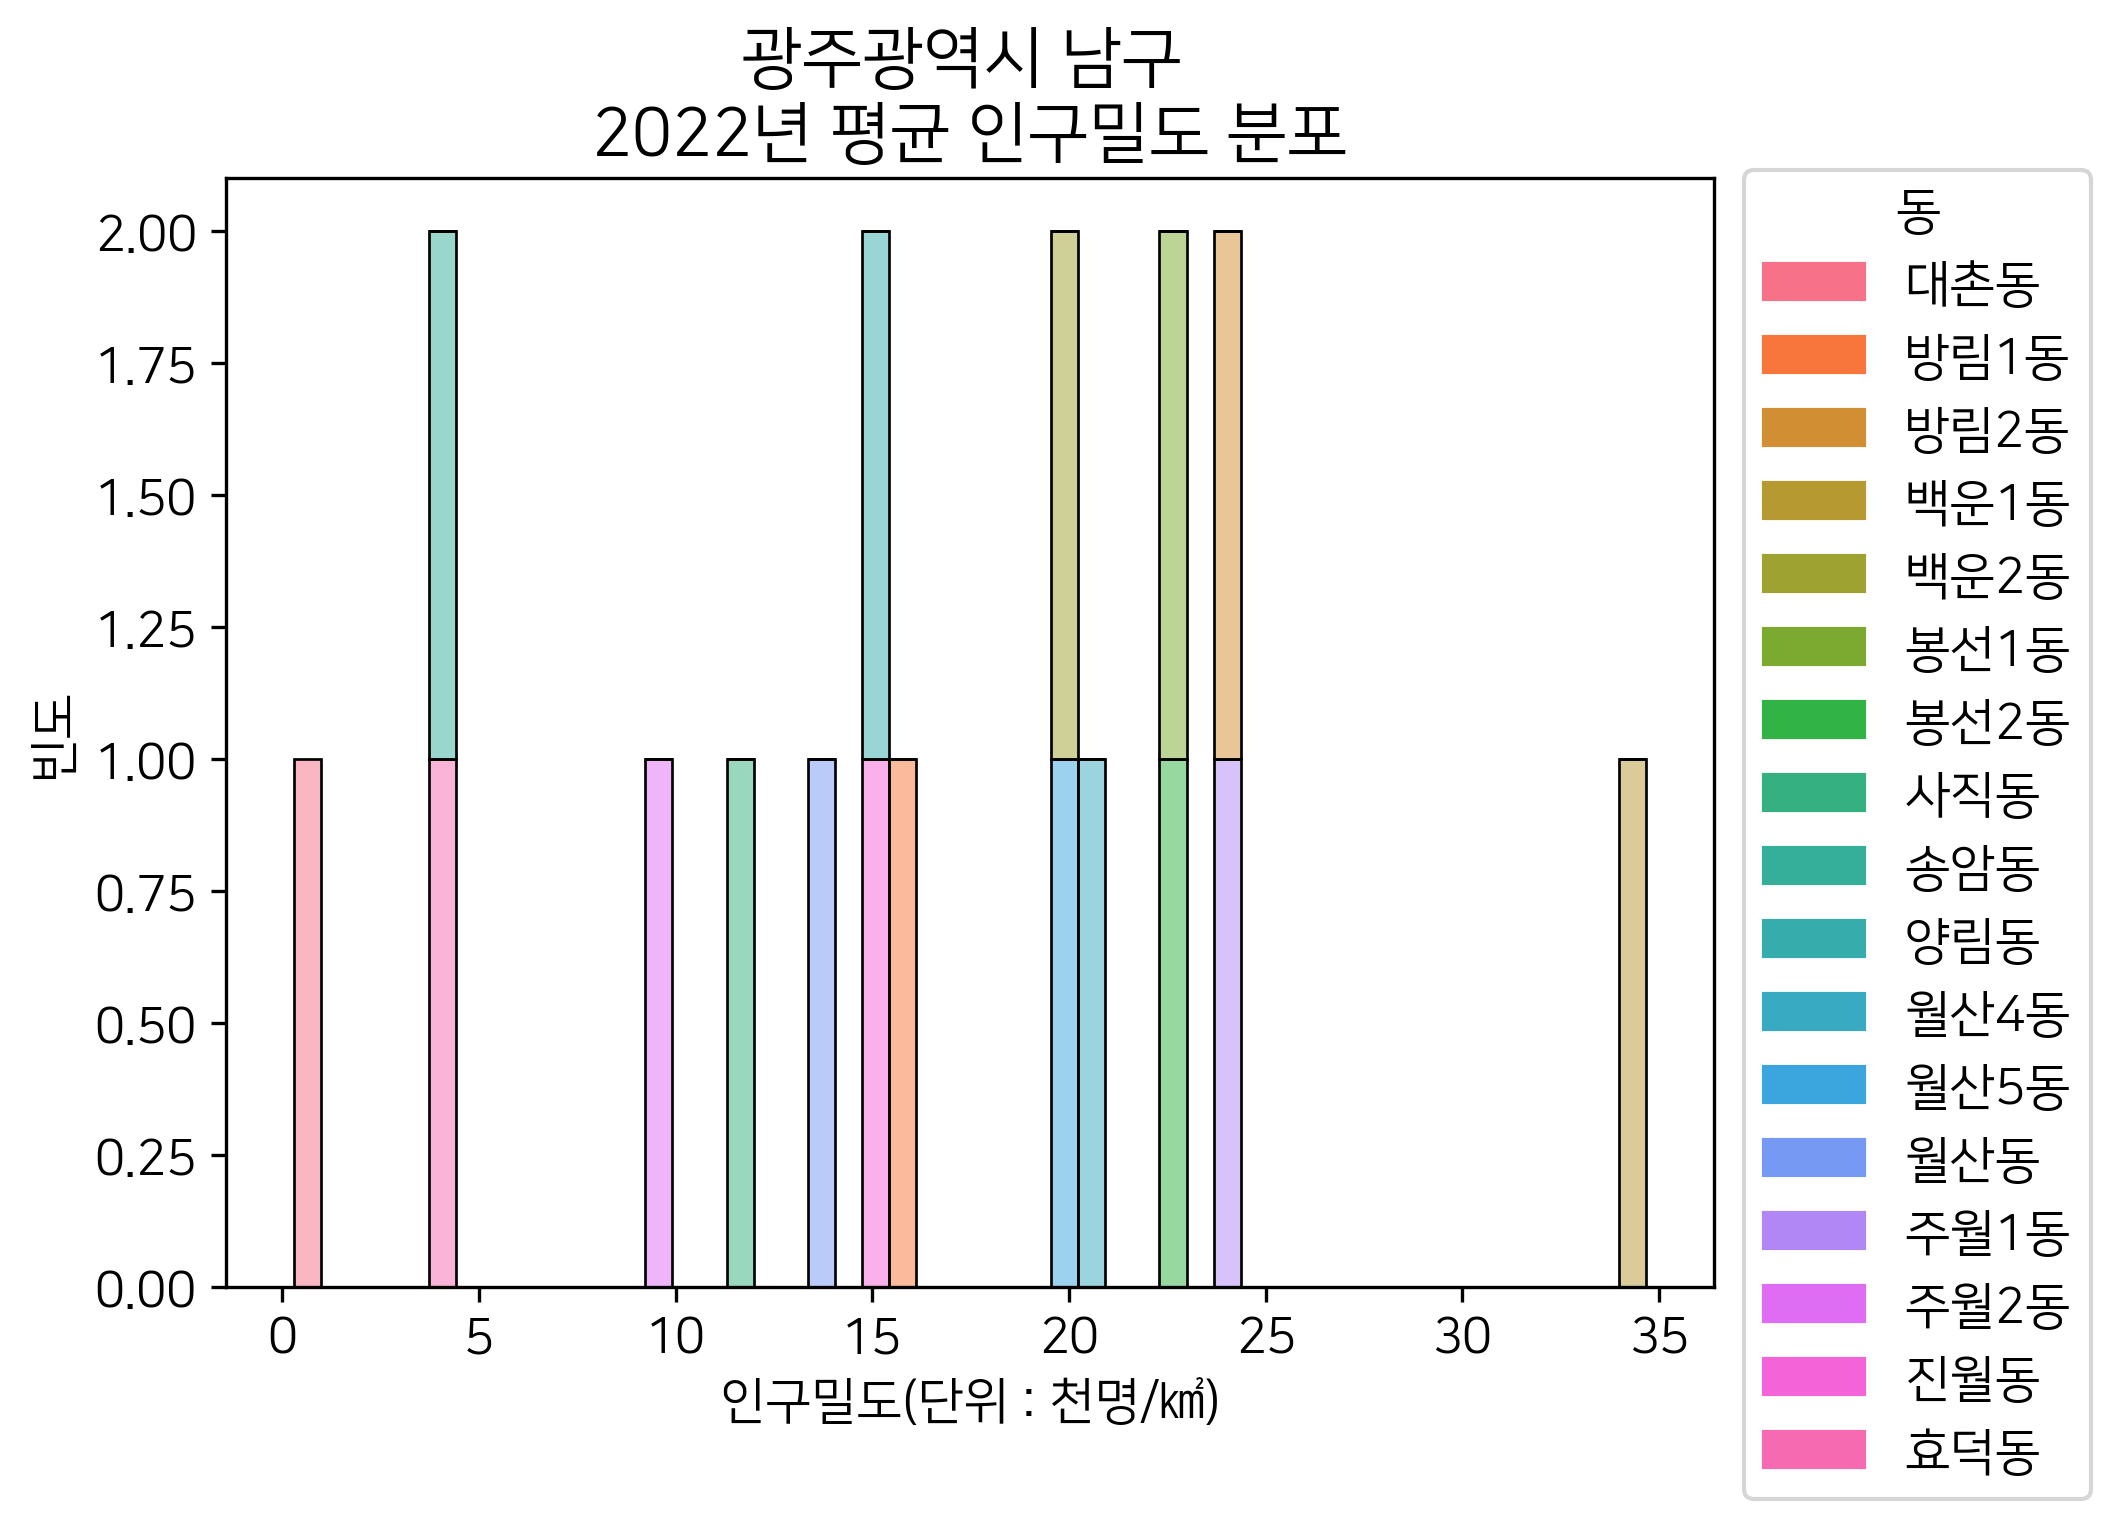 광주광역시 남구
2022년 평균 인구밀도 분포
빈도
2.00
1.75
1.50
1.25
1.00
0.75
0.50
0.25
0.00
0 5 10 15 20 25 30 35
인구밀도(단위 : 천명/㎢)
동
대촌동
방림1동
방림2동
백운1동
백운2동
봉선1동
봉선2동
사직동
송암동
양림동
월산4동
월산5동
월산동
주월1동
주월2동
진월동
효덕동